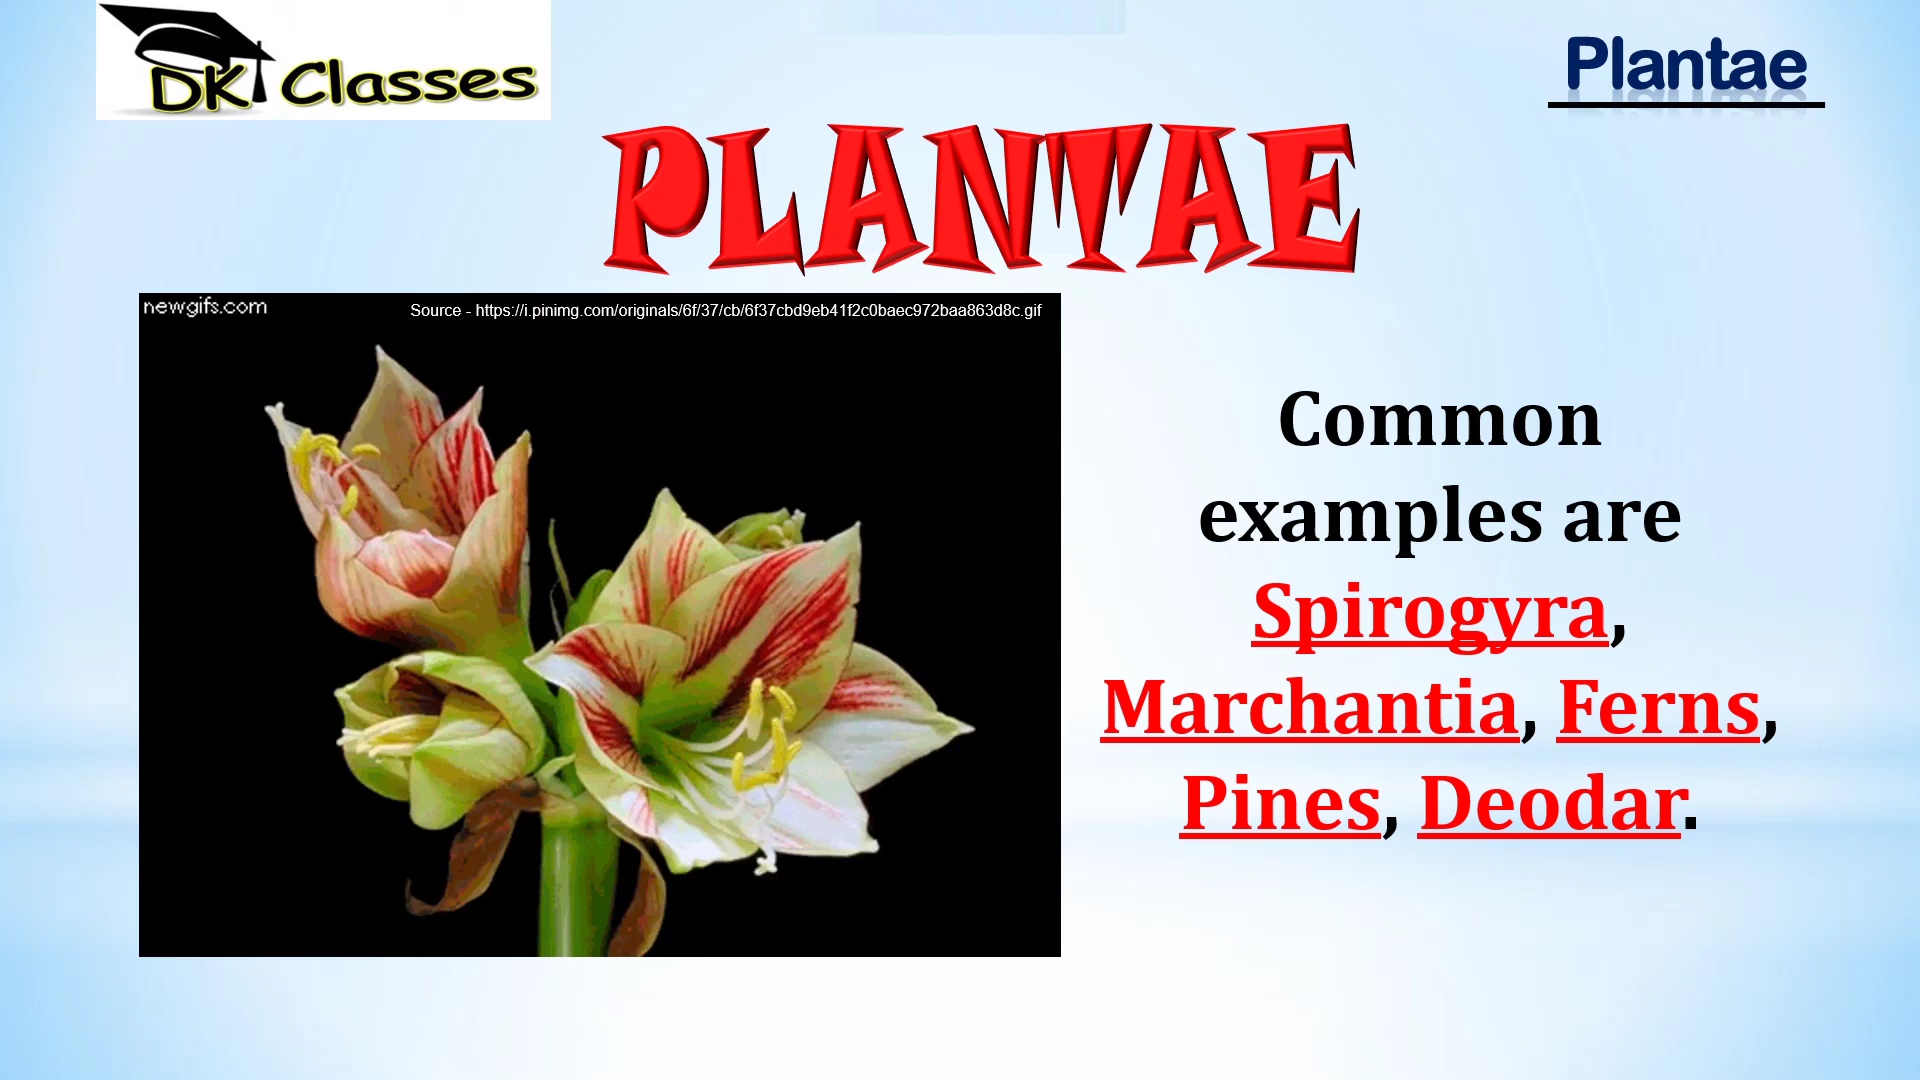 DK Classes
Plantae
PLANTAE
newgifs.com
Source - https://i.pinimg.com/originals/6f/37/cb/6f37cbd9eb41f2c0baec972baa863d8c.gif
Common
examples are
Spirogyra,
Marchantia, Ferns,
Pines, Deodar.